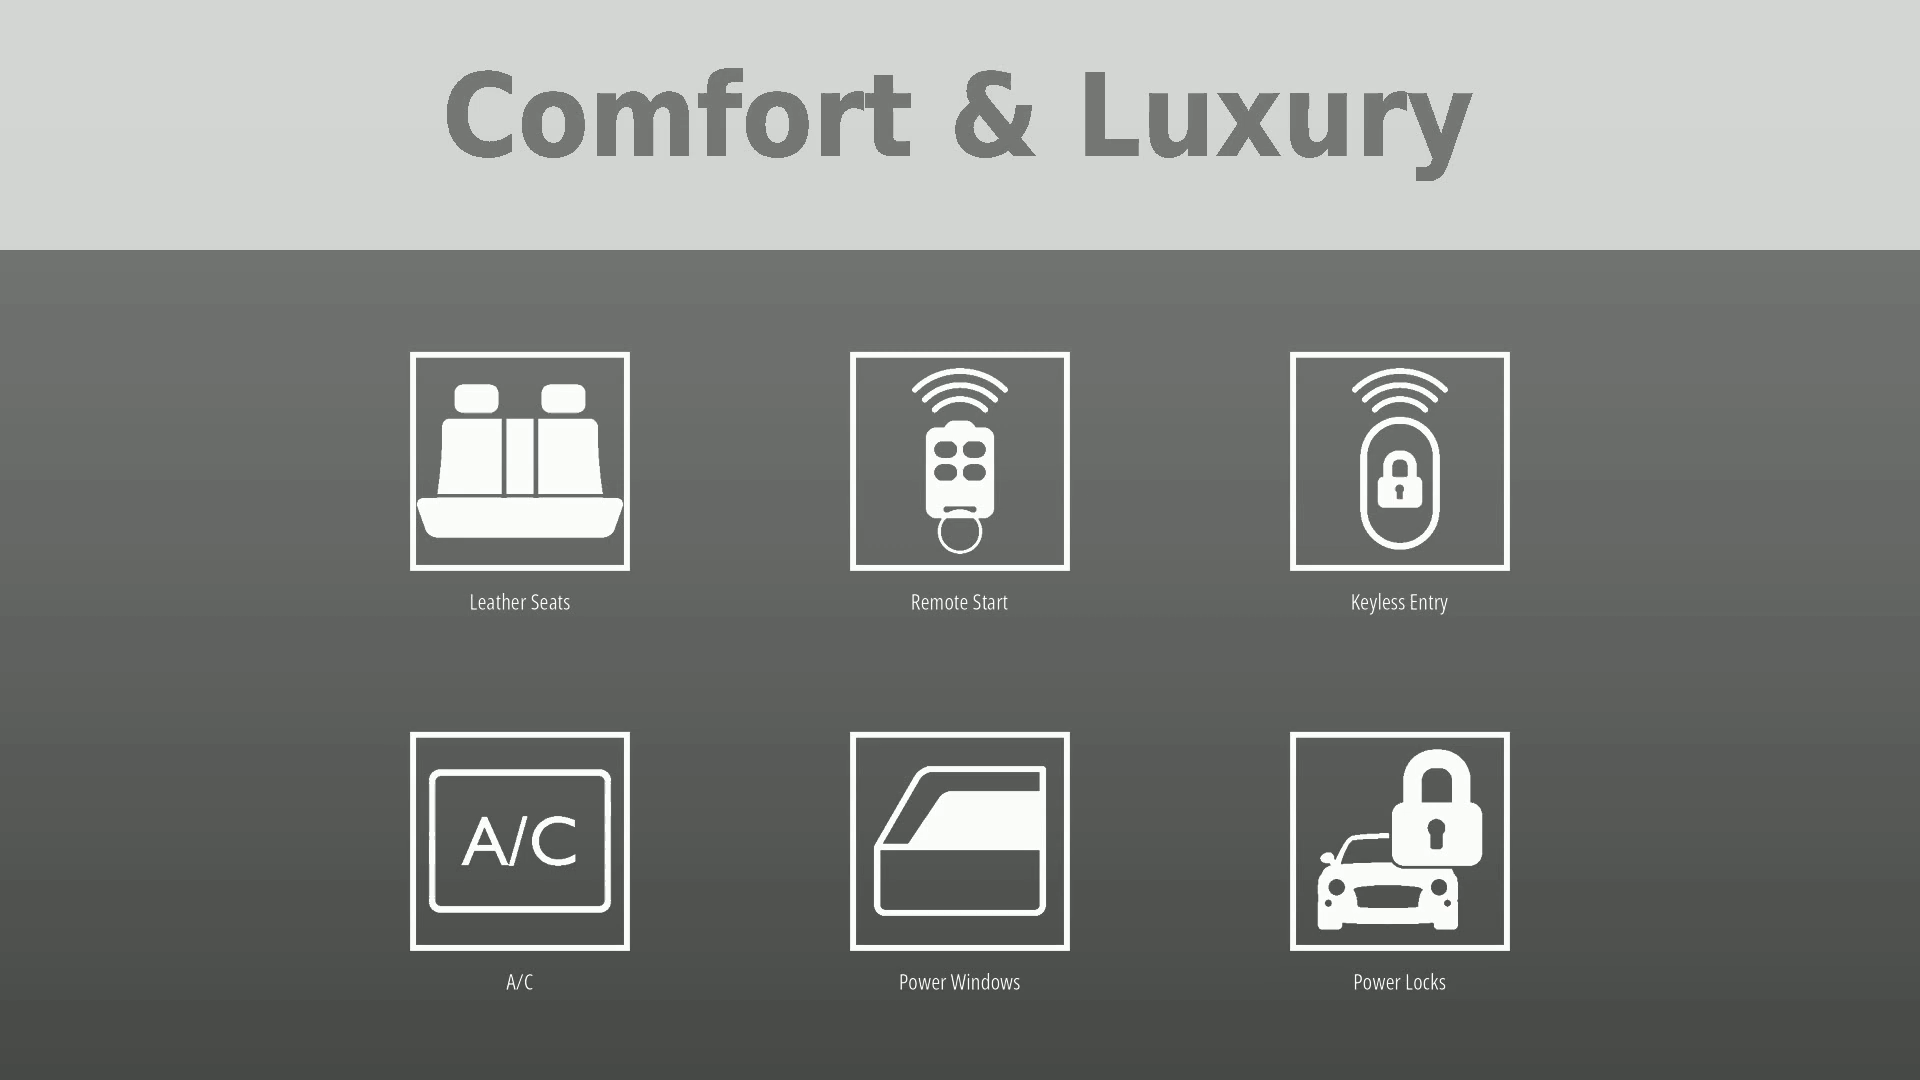 Comfort & Luxury
Leather Seats
Remote Start
Keyless Entry
A/C
A/C
Power Windows
Power Locks